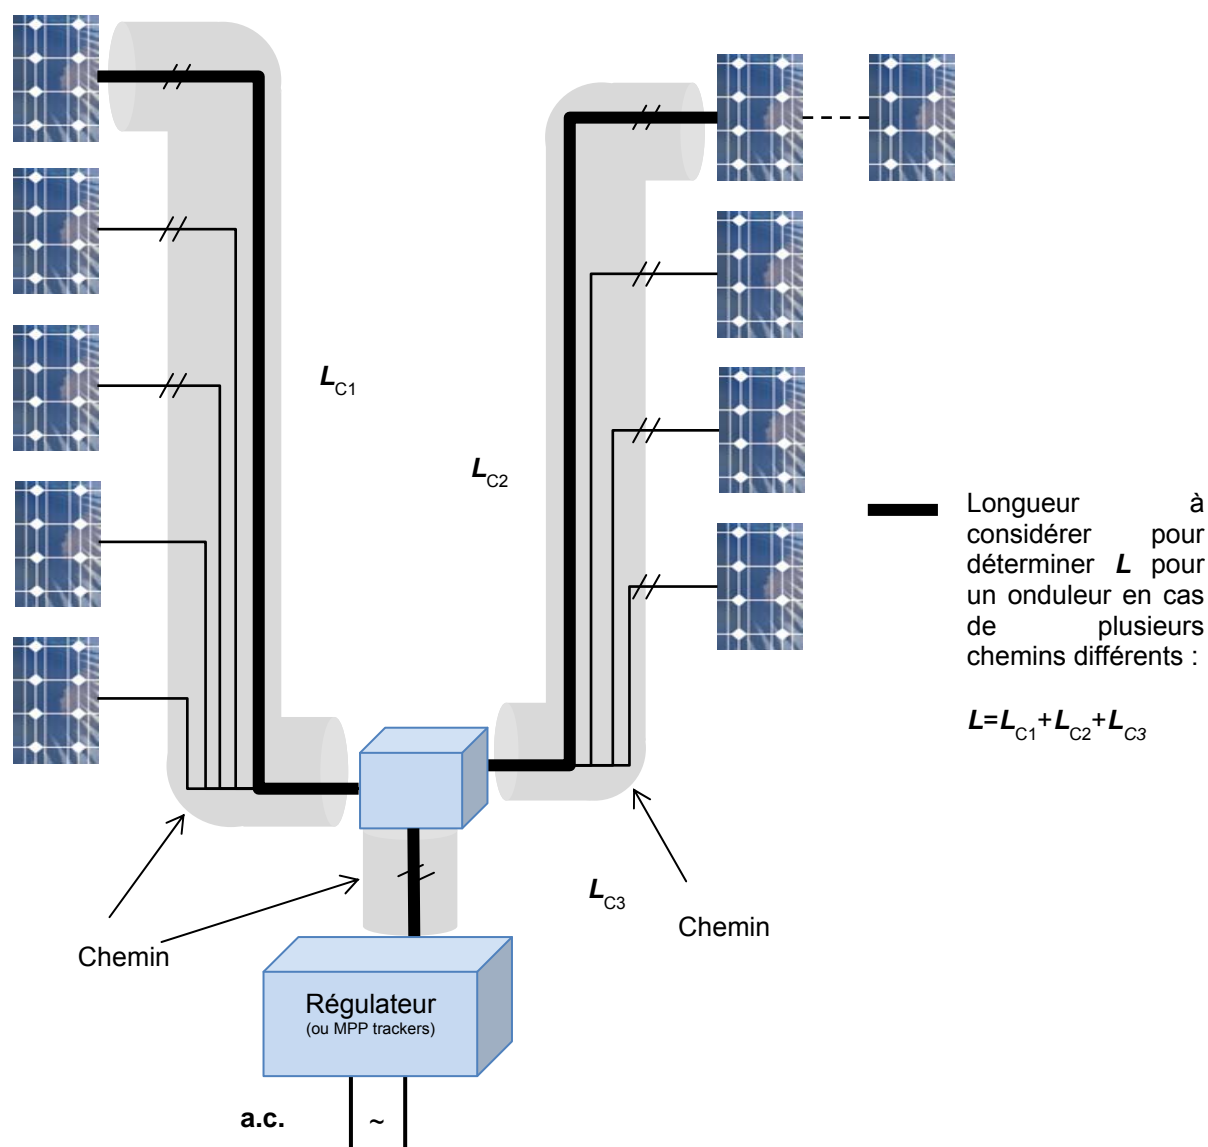 L_C1
L_C2
Longueur à
considérer pour
déterminer L pour
un onduleur en cas
de plusieurs
chemins différents :
L=L_C1+L_C2+L_C3
L_C3
Chemin
Chemin
Régulateur
(ou MPP trackers)
a.c. ~